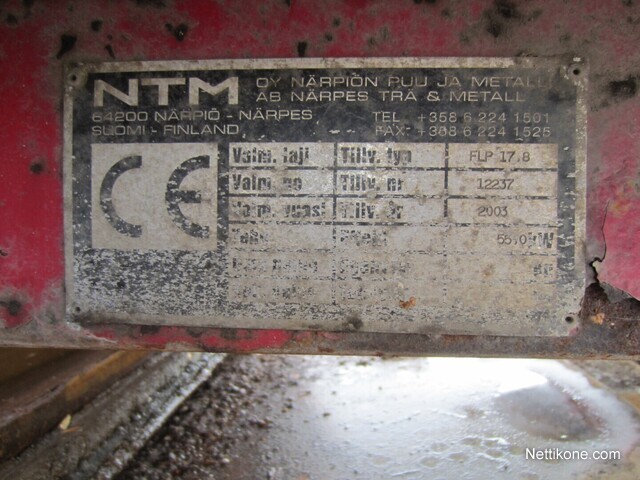 NTM
OY NÄRPIÖN PUU JA METALLI
AB NÄRPES TRÄ & METALL
64200 NÄRPIÖ - NÄRPES
SUOMI - FINLAND
TEL +358 6 224 1501
FAX: +308 6 224 1525
CE
Valm. laji Tillv. typ FLP 17.8
Valm. no Tillv. nr 12237
Valm. vuosi Tillv. år 2003
55.0 kW
Nettikone.com